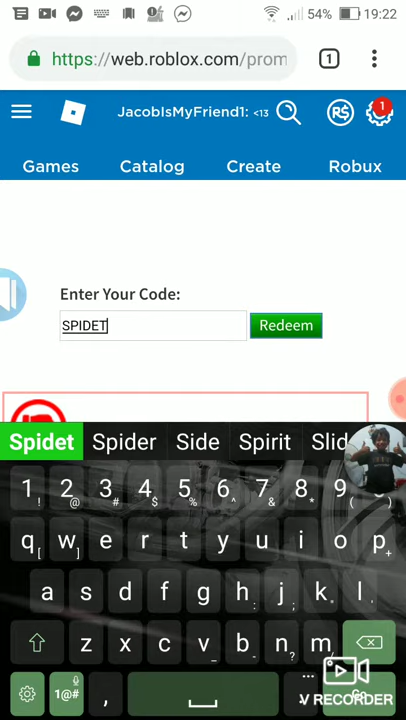 54% 19:22
https://web.roblox.com/prom
1
JacobIsMyFriend1: <13
R$
1
Games Catalog Create Robux
Enter Your Code:
SPIDET Redeem
Spidet Spider Side Spirit Slid
1 2 3 4 5 6 7 8 9
! @ # $ % ^ & * (
q w e r t y u i o p
[ ] +
a s d f g h j k l
: ;
z x c v b n m
_ - ? 
1@# , ...
V RECORDER